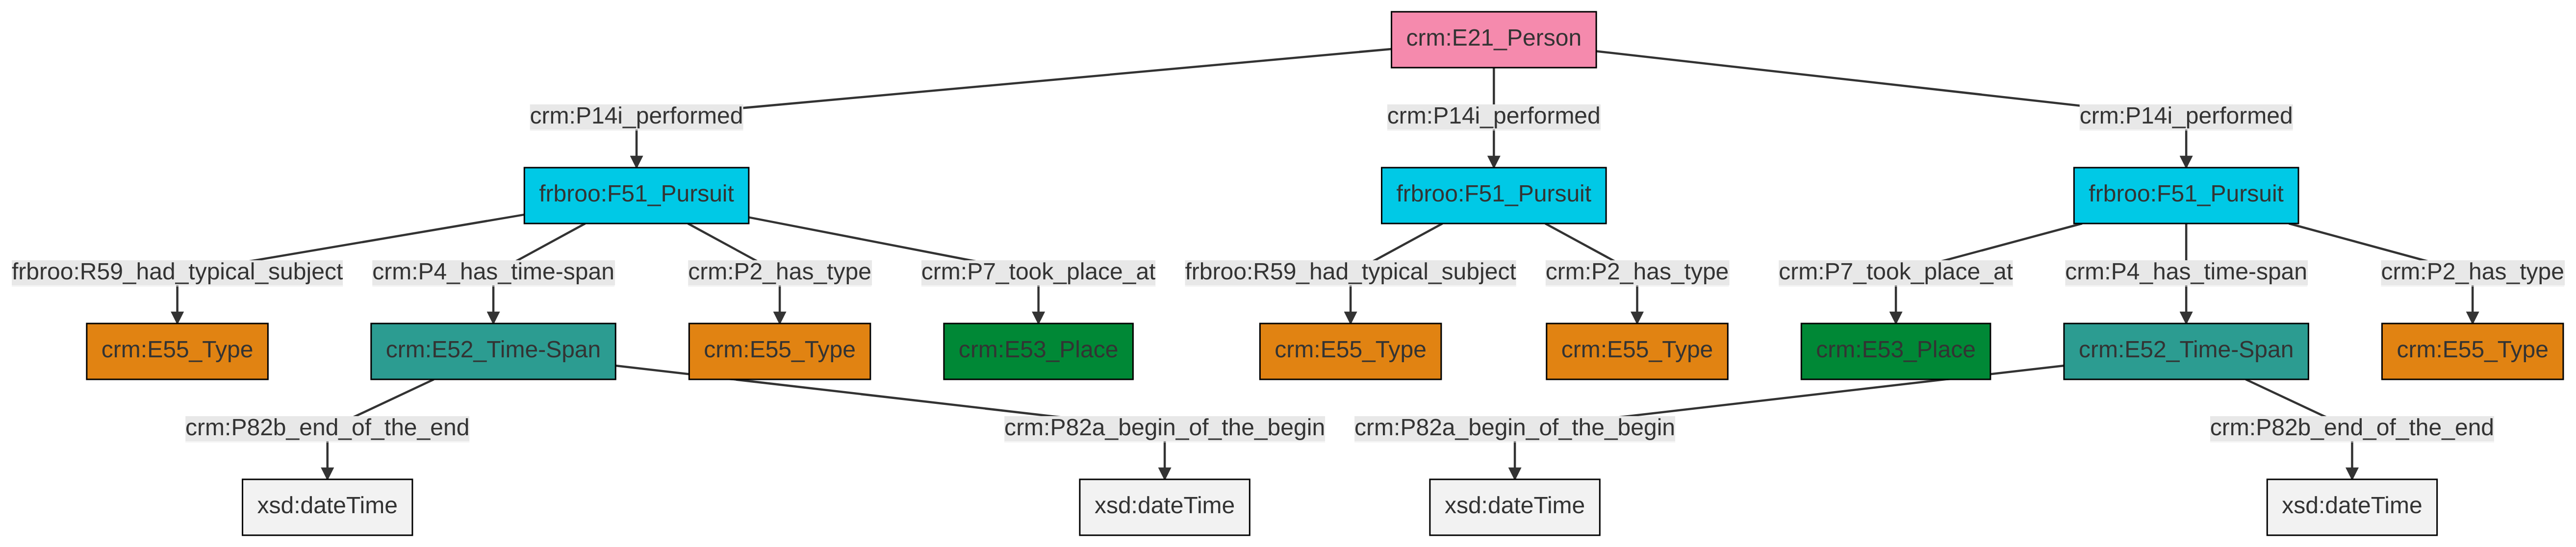 crm:E21_Person
crm:P14i_performed
crm:P14i_performed
crm:P14i_performed
frbroo:F51_Pursuit
frbroo:F51_Pursuit
frbroo:F51_Pursuit
frbroo:R59_had_typical_subject
crm:P4_has_time-span
crm:P2_has_type
crm:P7_took_place_at
frbroo:R59_had_typical_subject
crm:P2_has_type
crm:P7_took_place_at
crm:P4_has_time-span
crm:P2_has_type
crm:E55_Type
crm:E52_Time-Span
crm:E55_Type
crm:E53_Place
crm:E55_Type
crm:E55_Type
crm:E53_Place
crm:E52_Time-Span
crm:E55_Type
crm:P82b_end_of_the_end
crm:P82a_begin_of_the_begin
crm:P82a_begin_of_the_begin
crm:P82b_end_of_the_end
xsd:dateTime
xsd:dateTime
xsd:dateTime
xsd:dateTime